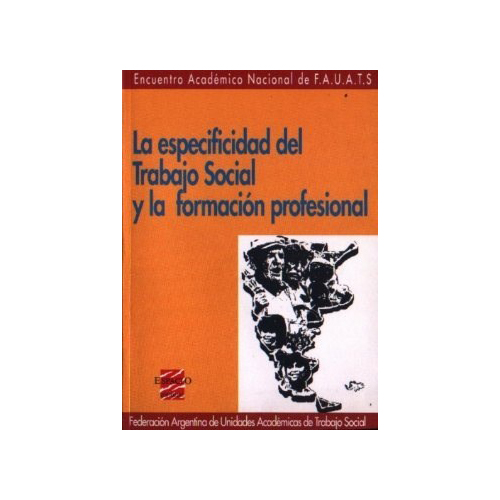 Encuentro Académico Nacional de F.A.U.A.T.S
La especificidad del
Trabajo Social
y la formación profesional
ESPACIO
Federación Argentina de Unidades Académicas de Trabajo Social